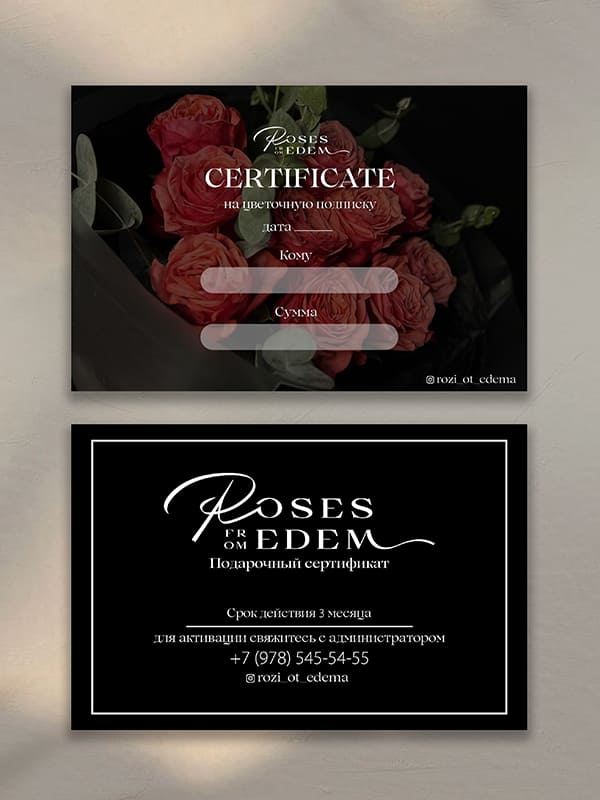 ROSES
FROM EDEM
CERTIFICATE
на цветочную подписку
дата ______
Кому
Сумма
rozi_ot_edema
ROSES
FROM EDEM
Подарочный сертификат
Срок действия 3 месяца
для активации свяжитесь с администратором
+7 (978) 545-54-55
rozi_ot_edema